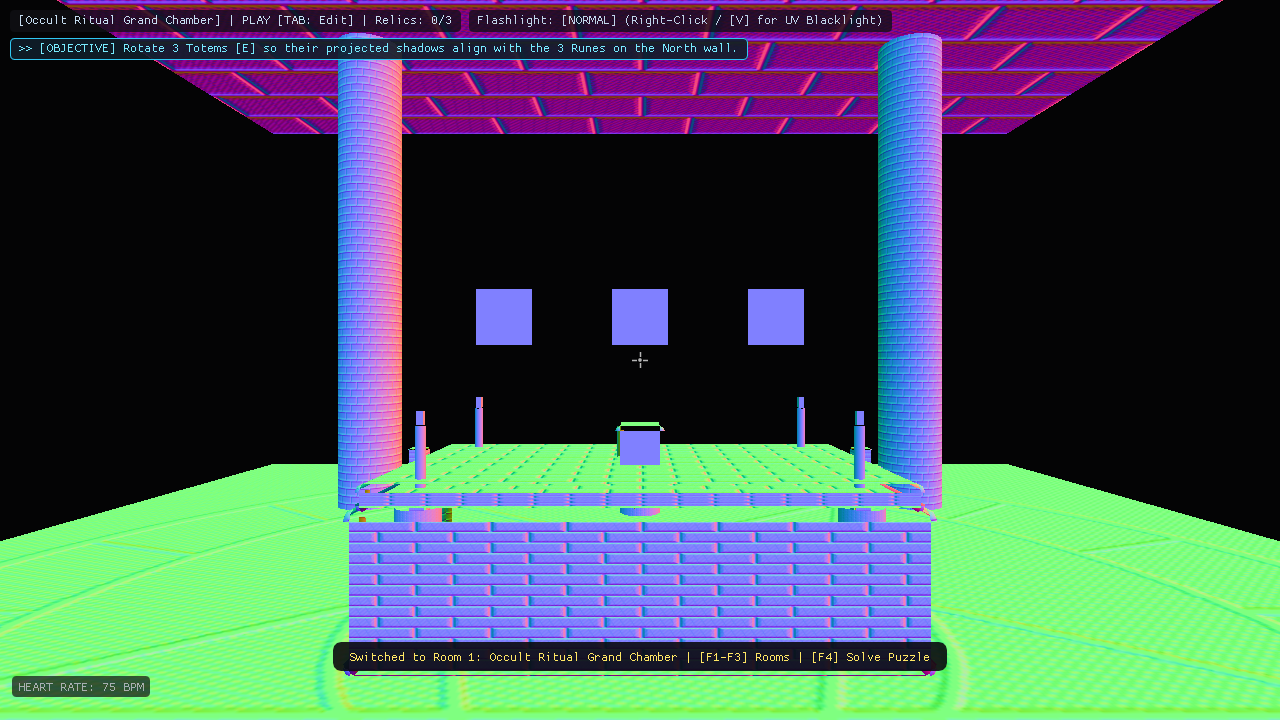 [Occult Ritual Grand Chamber] | PLAY [TAB: Edit] | Relics: 0/3
Flashlight: [NORMAL] (Right-Click / [V] for UV Blacklight)
>> [OBJECTIVE] Rotate 3 Totems [E] so their projected shadows align with the 3 Runes on the North wall.
Switched to Room 1: Occult Ritual Grand Chamber | [F1-F3] Rooms | [F4] Solve Puzzle
HEART RATE: 75 BPM